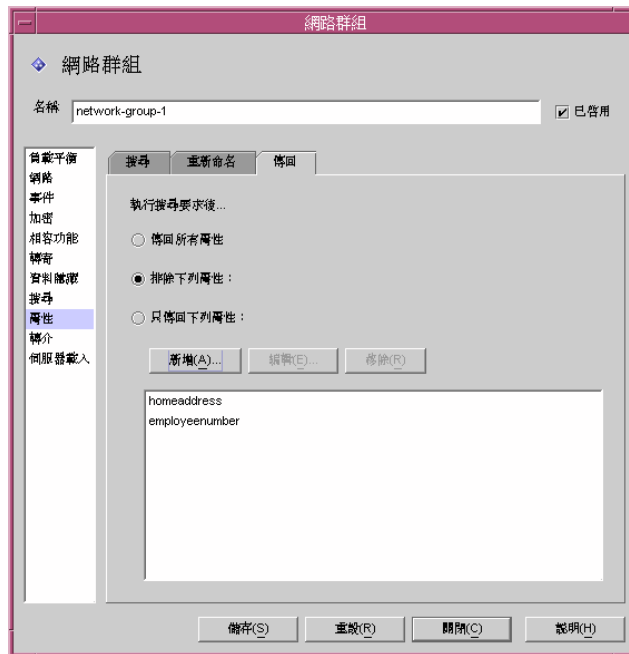 網路群組
網路群組
名稱 network-group-1 已啓用
負載平衡
網路
事件
加密
相容功能
轉寄
資料隱藏
搜尋
屬性
轉介
伺服器載入
搜尋 重新命名 傳回
執行搜尋要求後...
傳回所有屬性
排除下列屬性：
只傳回下列屬性：
新增(A)... 編輯(E)... 移除(R)
homeaddress
employeenumber
儲存(S) 重設(R) 關閉(C) 說明(H)